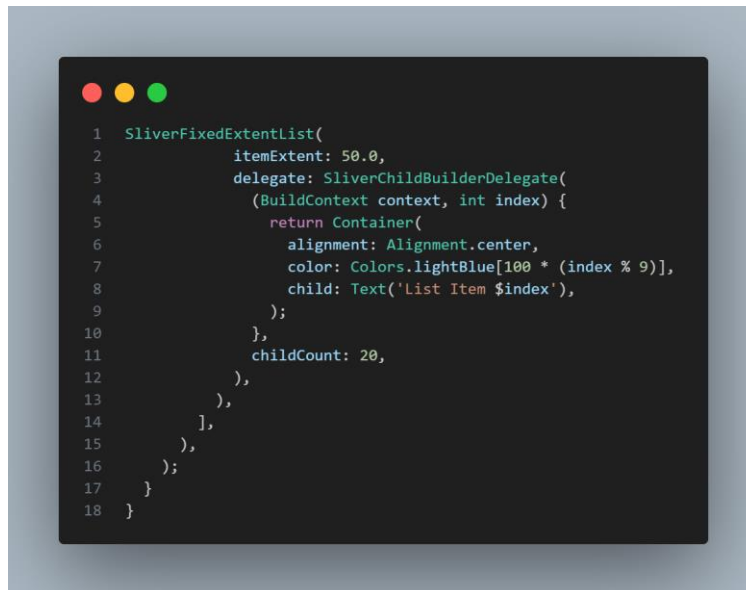 1 SliverFixedExtentList(
2 itemExtent: 50.0,
3 delegate: SliverChildBuilderDelegate(
4 (BuildContext context, int index) {
5 return Container(
6 alignment: Alignment.center,
7 color: Colors.lightBlue[100 * (index % 9)],
8 child: Text('List Item $index'),
9 );
10 },
11 childCount: 20,
12 ),
13 ),
14 ],
15 ),
16 );
17 }
18 }